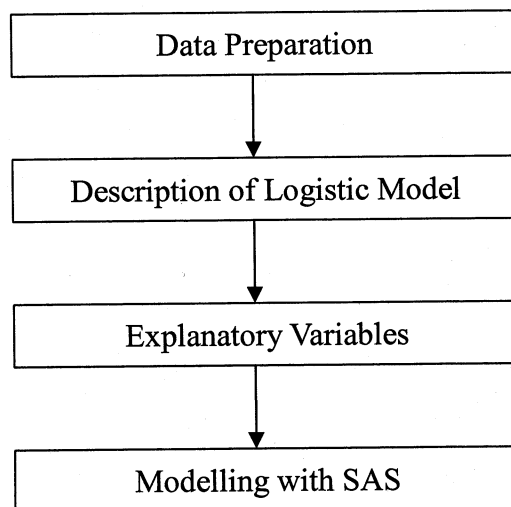 Data Preparation
Description of Logistic Model
Explanatory Variables
Modelling with SAS